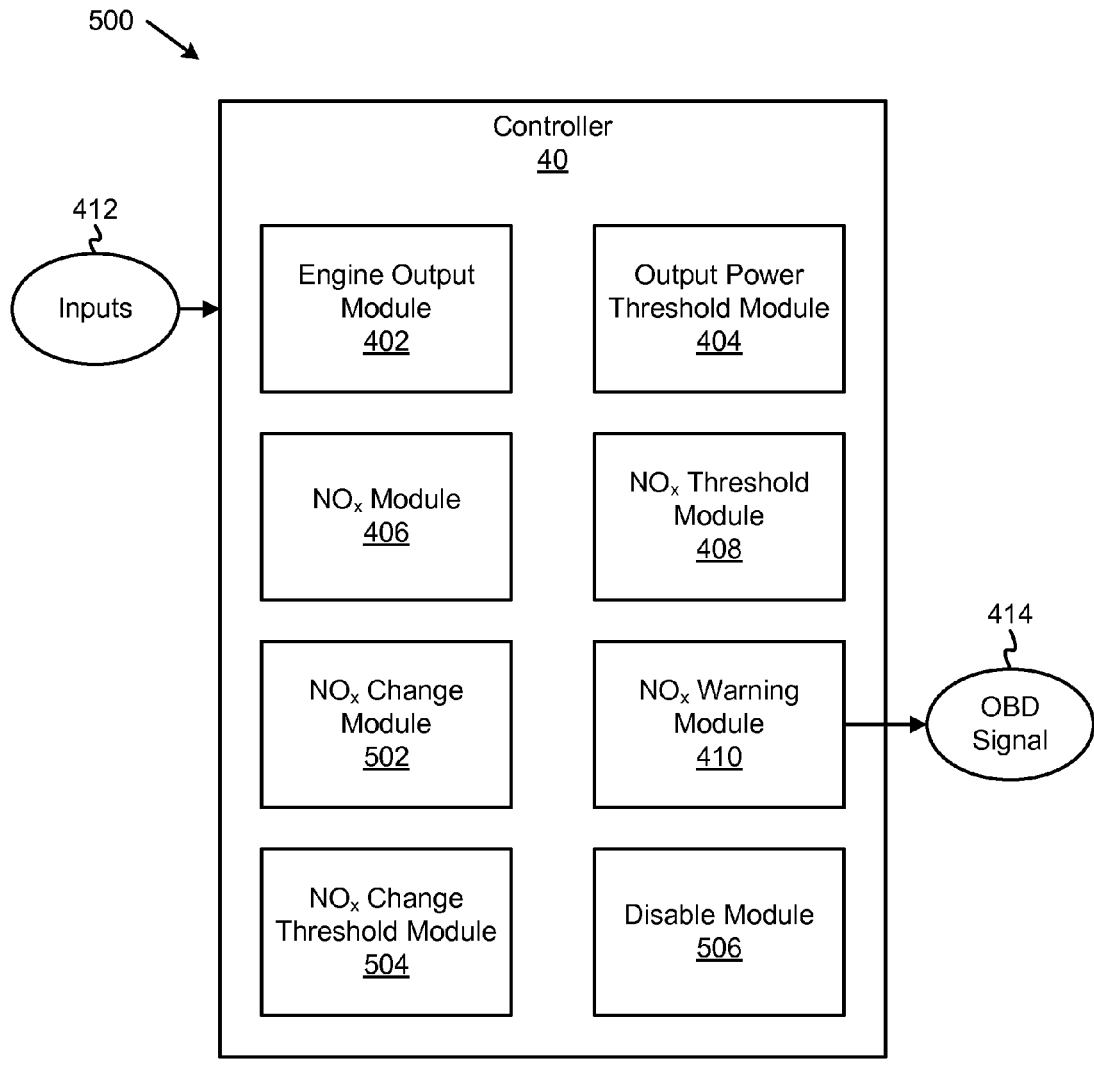 500
Controller
40
412
Inputs
Engine Output
Module
402
Output Power
Threshold Module
404
NOₓ Module
406
NOₓ Threshold
Module
408
NOₓ Change
Module
502
NOₓ Warning
Module
410
414
OBD
Signal
NOₓ Change
Threshold Module
504
Disable Module
506